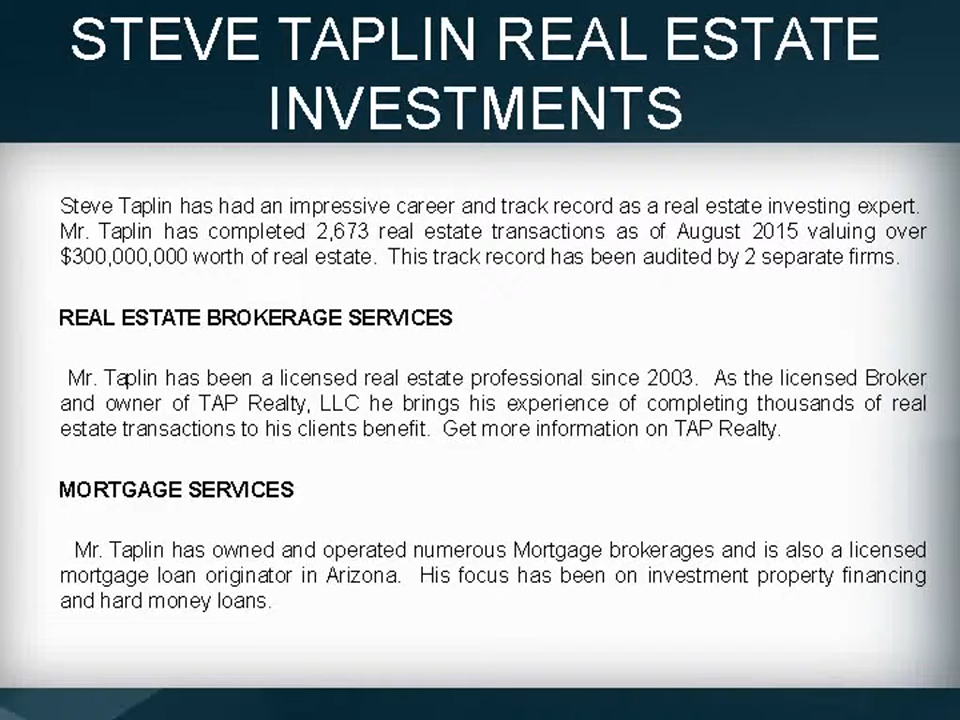 STEVE TAPLIN REAL ESTATE
INVESTMENTS
Steve Taplin has had an impressive career and track record as a real estate investing expert.
Mr. Taplin has completed 2,673 real estate transactions as of August 2015 valuing over
$300,000,000 worth of real estate.  This track record has been audited by 2 separate firms.
REAL ESTATE BROKERAGE SERVICES
Mr. Taplin has been a licensed real estate professional since 2003.  As the licensed Broker
and owner of TAP Realty, LLC he brings his experience of completing thousands of real
estate transactions to his clients benefit.  Get more information on TAP Realty.
MORTGAGE SERVICES
Mr. Taplin has owned and operated numerous Mortgage brokerages and is also a licensed
mortgage loan originator in Arizona.  His focus has been on investment property financing
and hard money loans.